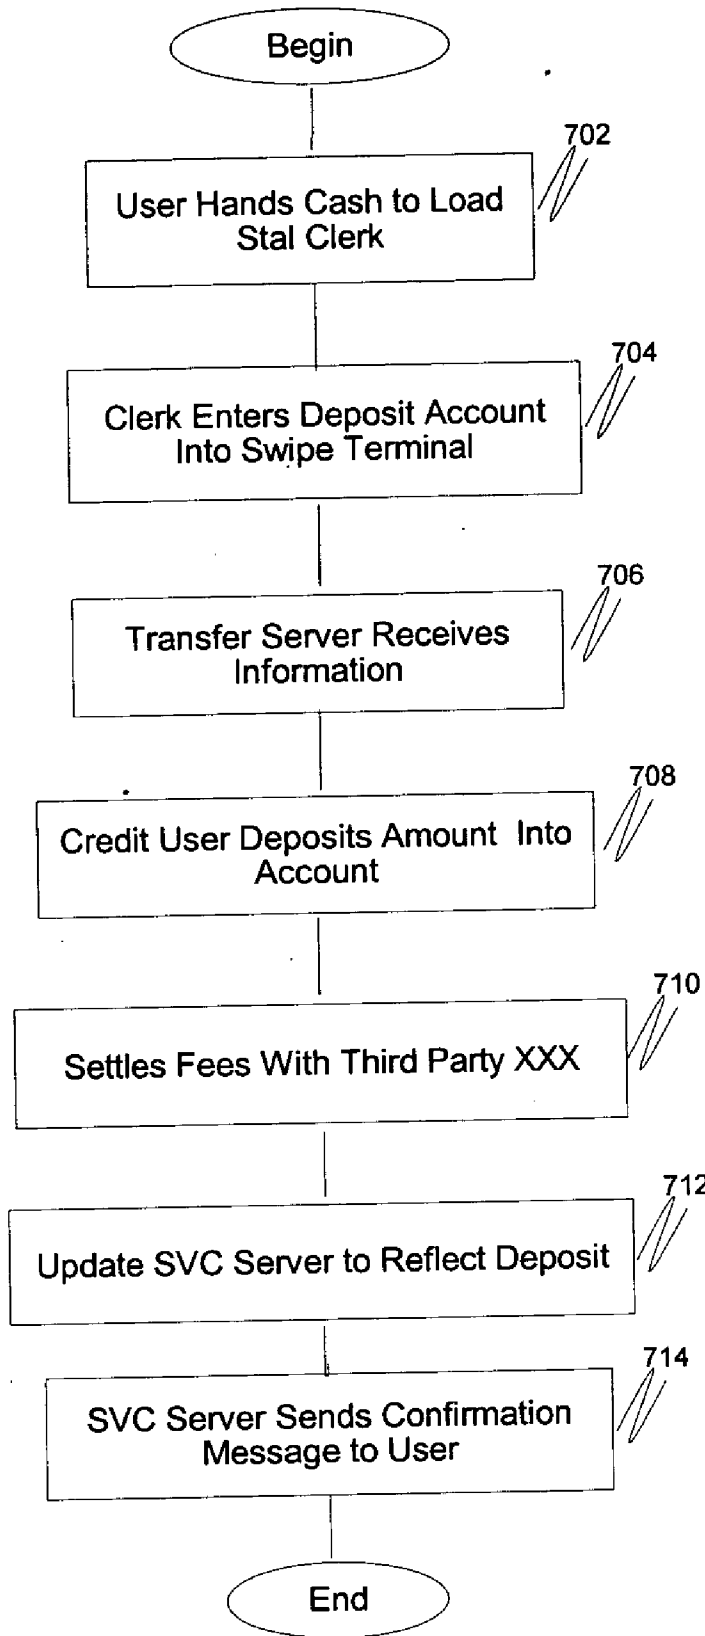 Begin
702
User Hands Cash to Load
Stal Clerk
704
Clerk Enters Deposit Account
Into Swipe Terminal
706
Transfer Server Receives
Information
708
Credit User Deposits Amount Into
Account
710
Settles Fees With Third Party XXX
712
Update SVC Server to Reflect Deposit
714
SVC Server Sends Confirmation
Message to User
End